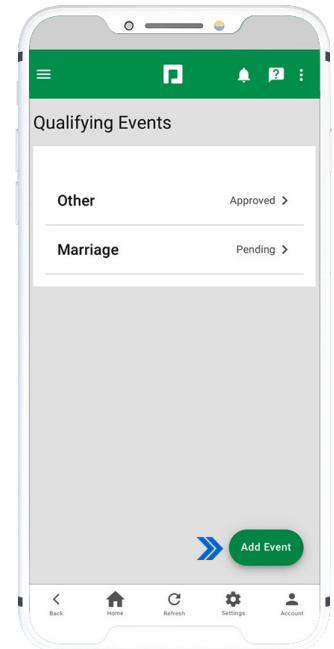 Qualifying Events
Other Approved
Marriage Pending
Add Event
Back Home Refresh Settings Account